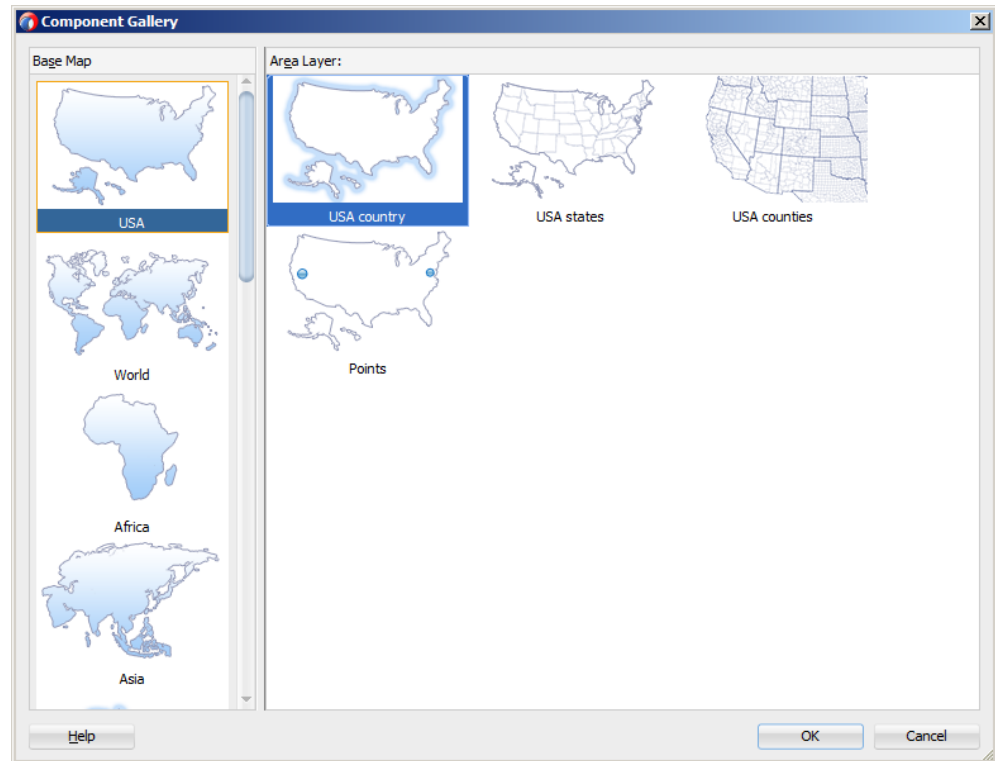 Component Gallery
Base Map
Area Layer:
USA
USA country
USA states
USA counties
World
Points
Africa
Asia
Help
OK
Cancel